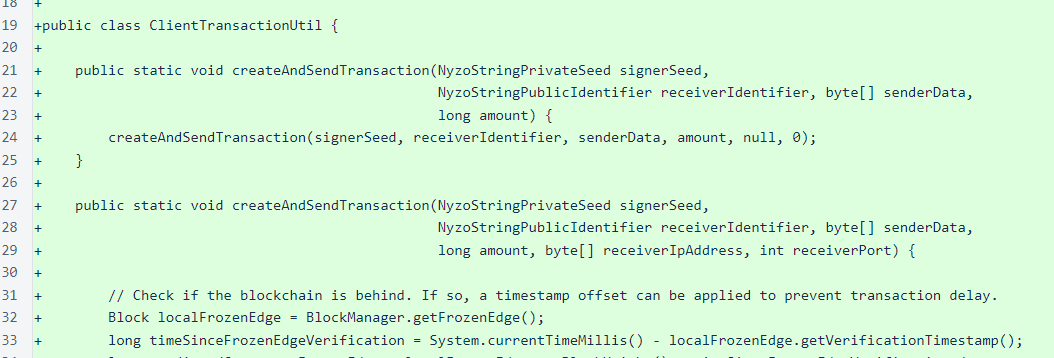 18 +
19 +public class ClientTransactionUtil {
20 +
21 +    public static void createAndSendTransaction(NyzoStringPrivateSeed signerSeed,
22 +                                                NyzoStringPublicIdentifier receiverIdentifier, byte[] senderData,
23 +                                                long amount) {
24 +        createAndSendTransaction(signerSeed, receiverIdentifier, senderData, amount, null, 0);
25 +    }
26 +
27 +    public static void createAndSendTransaction(NyzoStringPrivateSeed signerSeed,
28 +                                                NyzoStringPublicIdentifier receiverIdentifier, byte[] senderData,
29 +                                                long amount, byte[] receiverIpAddress, int receiverPort) {
30 +
31 +        // Check if the blockchain is behind. If so, a timestamp offset can be applied to prevent transaction delay.
32 +        Block localFrozenEdge = BlockManager.getFrozenEdge();
33 +        long timeSinceFrozenEdgeVerification = System.currentTimeMillis() - localFrozenEdge.getVerificationTimestamp();